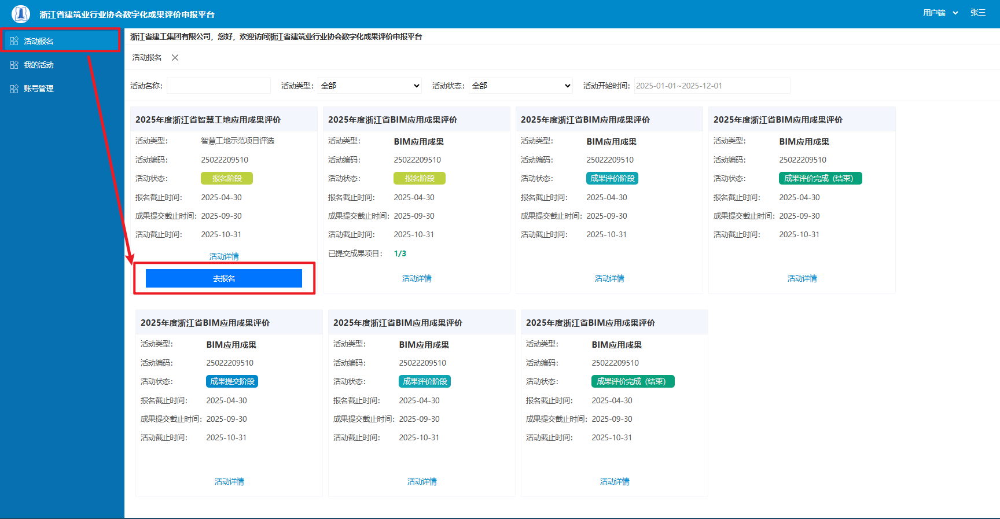 浙江省建筑业行业协会数字化成果评价申报平台
用户端 张三
活动报名
我的活动
账号管理
浙江省建工集团有限公司，您好，欢迎访问浙江省建筑业行业协会数字化成果评价申报平台
活动报名
活动名称： 活动类型： 全部 活动状态： 全部 活动开始时间： 2025-01-01~2025-12-01
2025年度浙江省智慧工地应用成果评价
活动类型： 智慧工地示范项目评选
活动编码： 25022209510
活动状态： 报名阶段
报名截止时间： 2025-04-30
成果提交截止时间： 2025-09-30
活动截止时间： 2025-10-31
活动详情
去报名
2025年度浙江省BIM应用成果评价
活动类型： BIM应用成果
活动编码： 25022209510
活动状态： 报名阶段
报名截止时间： 2025-04-30
成果提交截止时间： 2025-09-30
活动截止时间： 2025-10-31
已提交成果项目： 1/3
活动详情
2025年度浙江省BIM应用成果评价
活动类型： BIM应用成果
活动编码： 25022209510
活动状态： 成果评价阶段
报名截止时间： 2025-04-30
成果提交截止时间： 2025-09-30
活动截止时间： 2025-10-31
活动详情
2025年度浙江省BIM应用成果评价
活动类型： BIM应用成果
活动编码： 25022209510
活动状态： 成果评价完成（结束）
报名截止时间： 2025-04-30
成果提交截止时间： 2025-09-30
活动截止时间： 2025-10-31
活动详情
2025年度浙江省BIM应用成果评价
活动类型： BIM应用成果
活动编码： 25022209510
活动状态： 成果提交阶段
报名截止时间： 2025-04-30
成果提交截止时间： 2025-09-30
活动截止时间： 2025-10-31
活动详情
2025年度浙江省BIM应用成果评价
活动类型： BIM应用成果
活动编码： 25022209510
活动状态： 成果评价阶段
报名截止时间： 2025-04-30
成果提交截止时间： 2025-09-30
活动截止时间： 2025-10-31
活动详情
2025年度浙江省BIM应用成果评价
活动类型： BIM应用成果
活动编码： 25022209510
活动状态： 成果评价完成（结束）
报名截止时间： 2025-04-30
成果提交截止时间： 2025-09-30
活动截止时间： 2025-10-31
活动详情